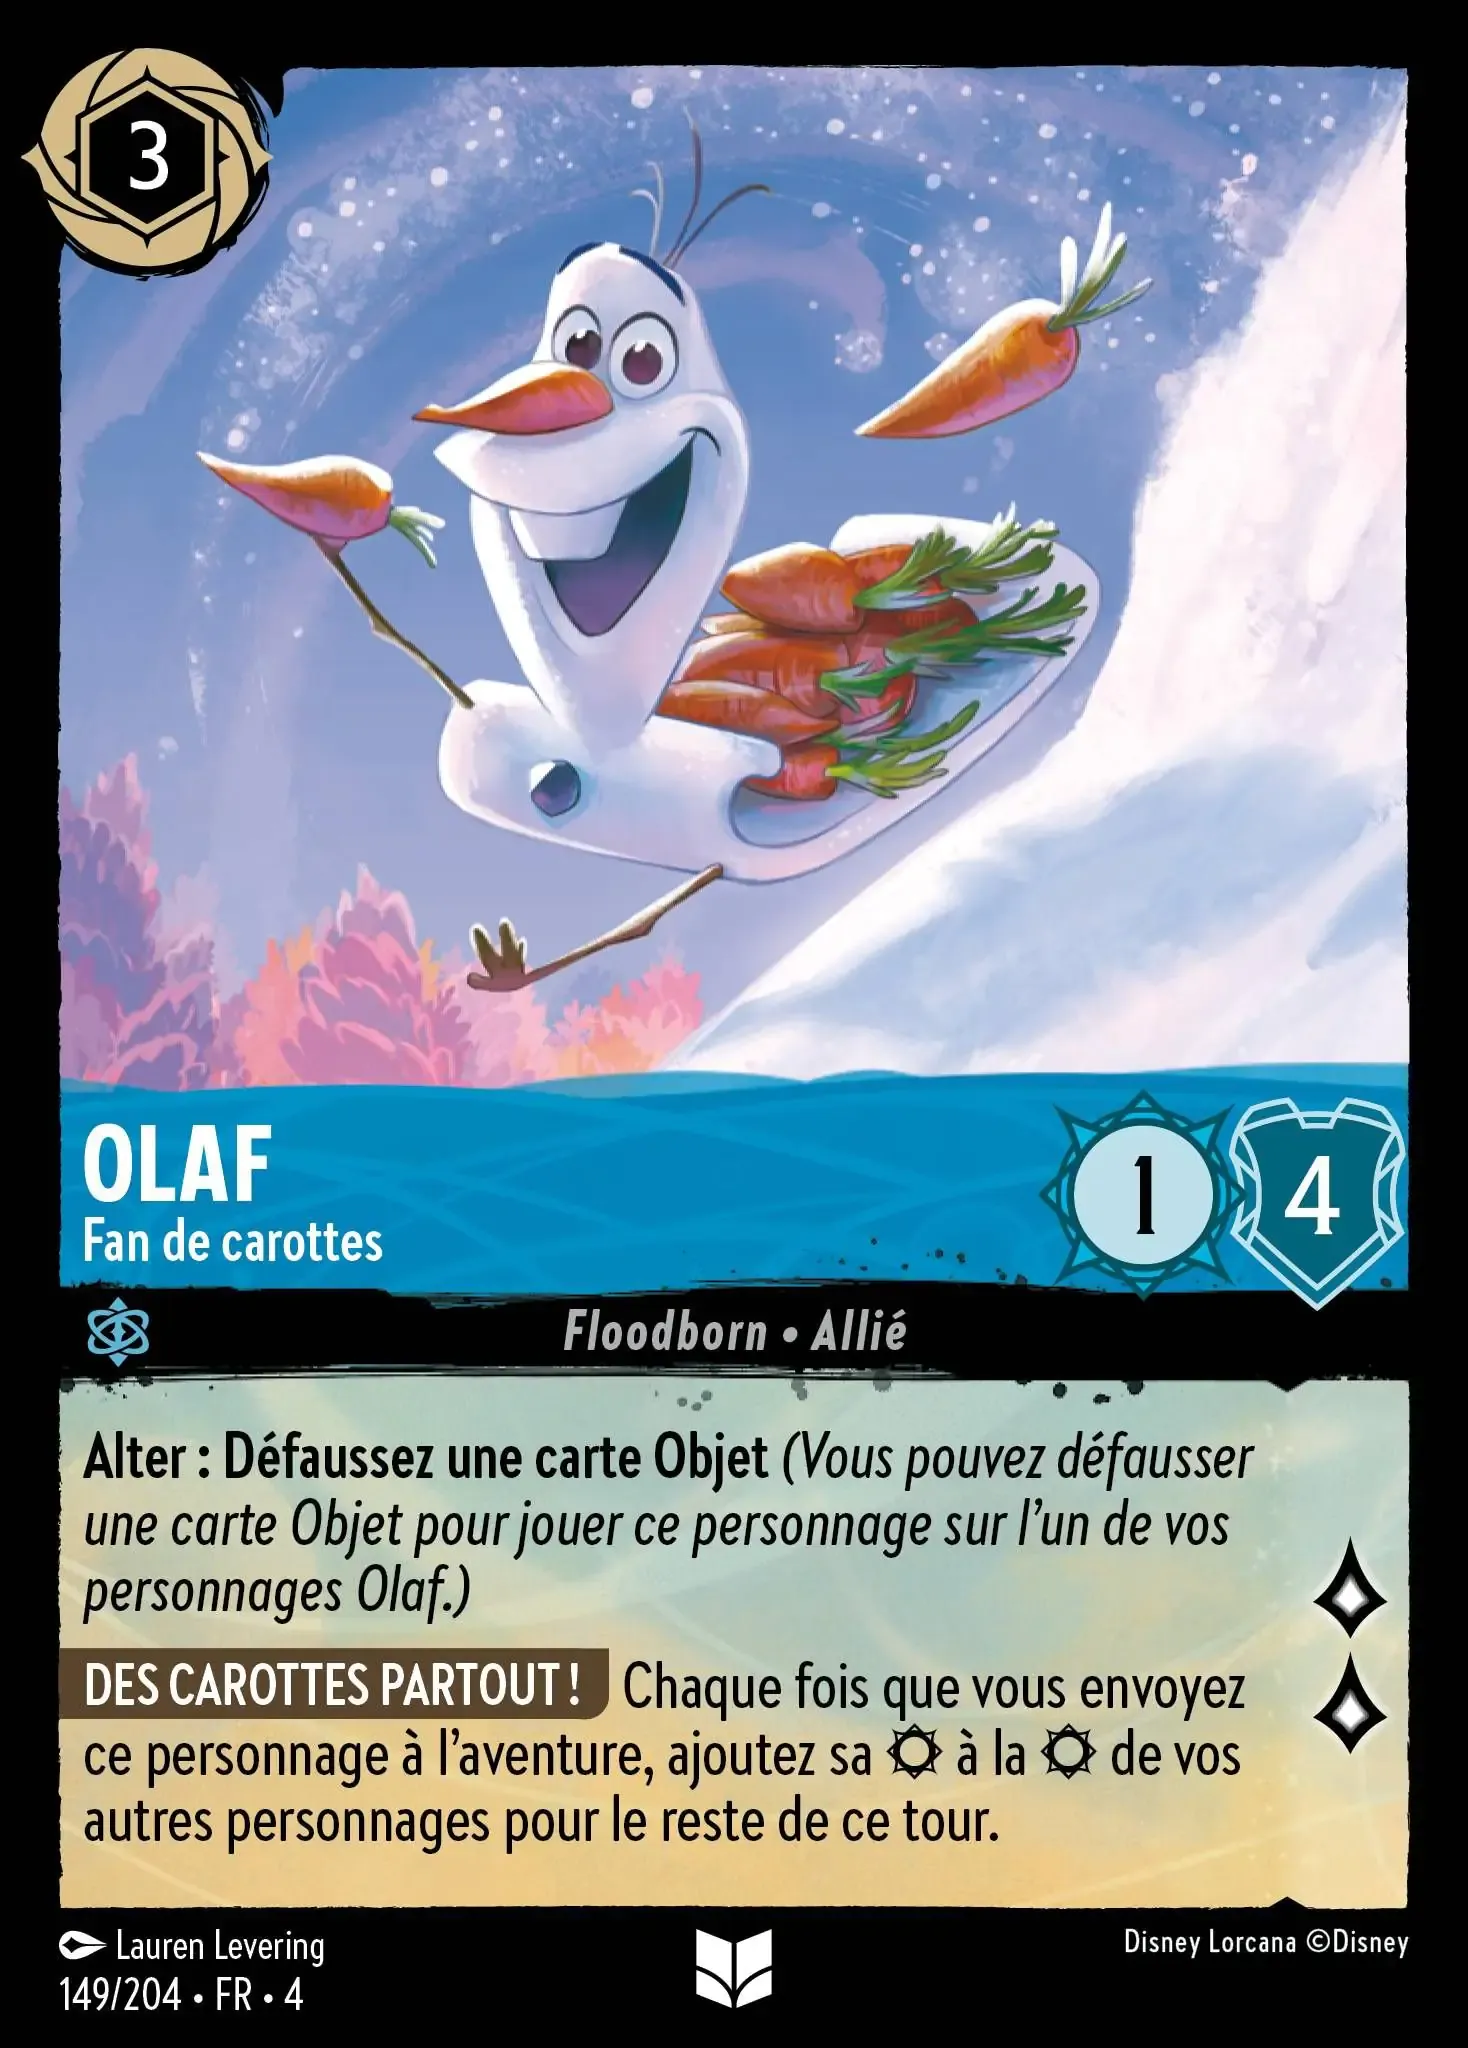 3
OLAF
Fan de carottes
1
4
Floodborn • Allié
Alter : Défaussez une carte Objet (Vous pouvez défausser
une carte Objet pour jouer ce personnage sur l'un de vos
personnages Olaf.)
DES CAROTTES PARTOUT ! Chaque fois que vous envoyez
ce personnage à l'aventure, ajoutez sa à la de vos
autres personnages pour le reste de ce tour.
Lauren Levering
Disney Lorcana ©Disney
149/204 • FR • 4